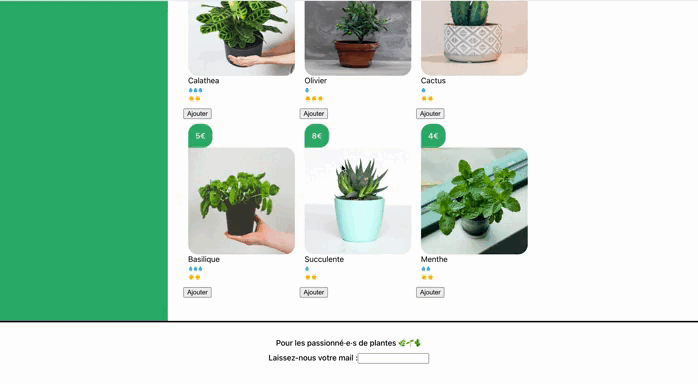 Calathea
Olivier
Cactus
Ajouter
Ajouter
Ajouter
5€
8€
4€
Basilique
Succulente
Menthe
Ajouter
Ajouter
Ajouter
Pour les passionné·e·s de plantes 🌿🌱🌵
Laissez-nous votre mail :